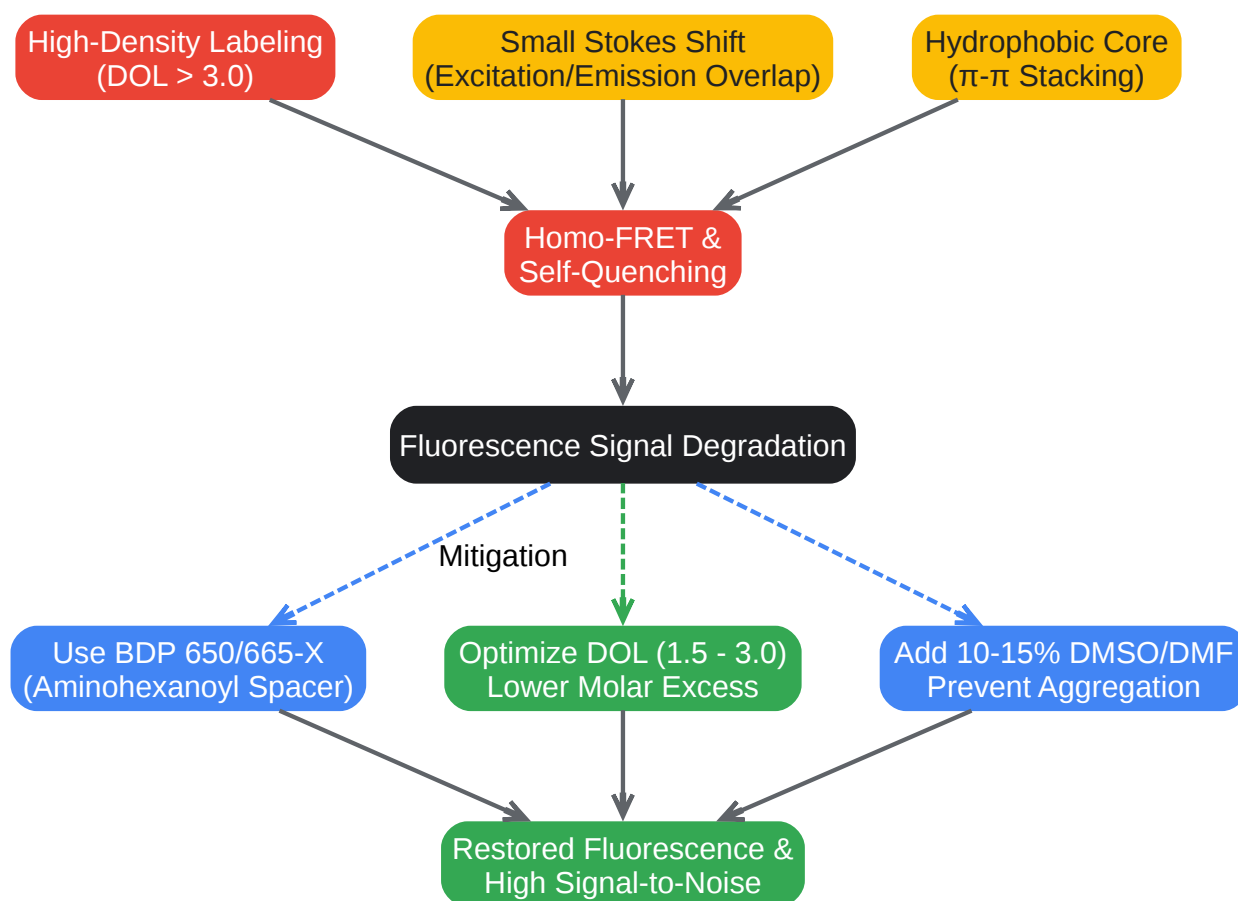 High-Density Labeling
(DOL > 3.0)
Small Stokes Shift
(Excitation/Emission Overlap)
Hydrophobic Core
(π-π Stacking)
Homo-FRET &
Self-Quenching
Fluorescence Signal Degradation
Mitigation
Use BDP 650/665-X
(Aminohexanoyl Spacer)
Optimize DOL (1.5 - 3.0)
Lower Molar Excess
Add 10-15% DMSO/DMF
Prevent Aggregation
Restored Fluorescence &
High Signal-to-Noise